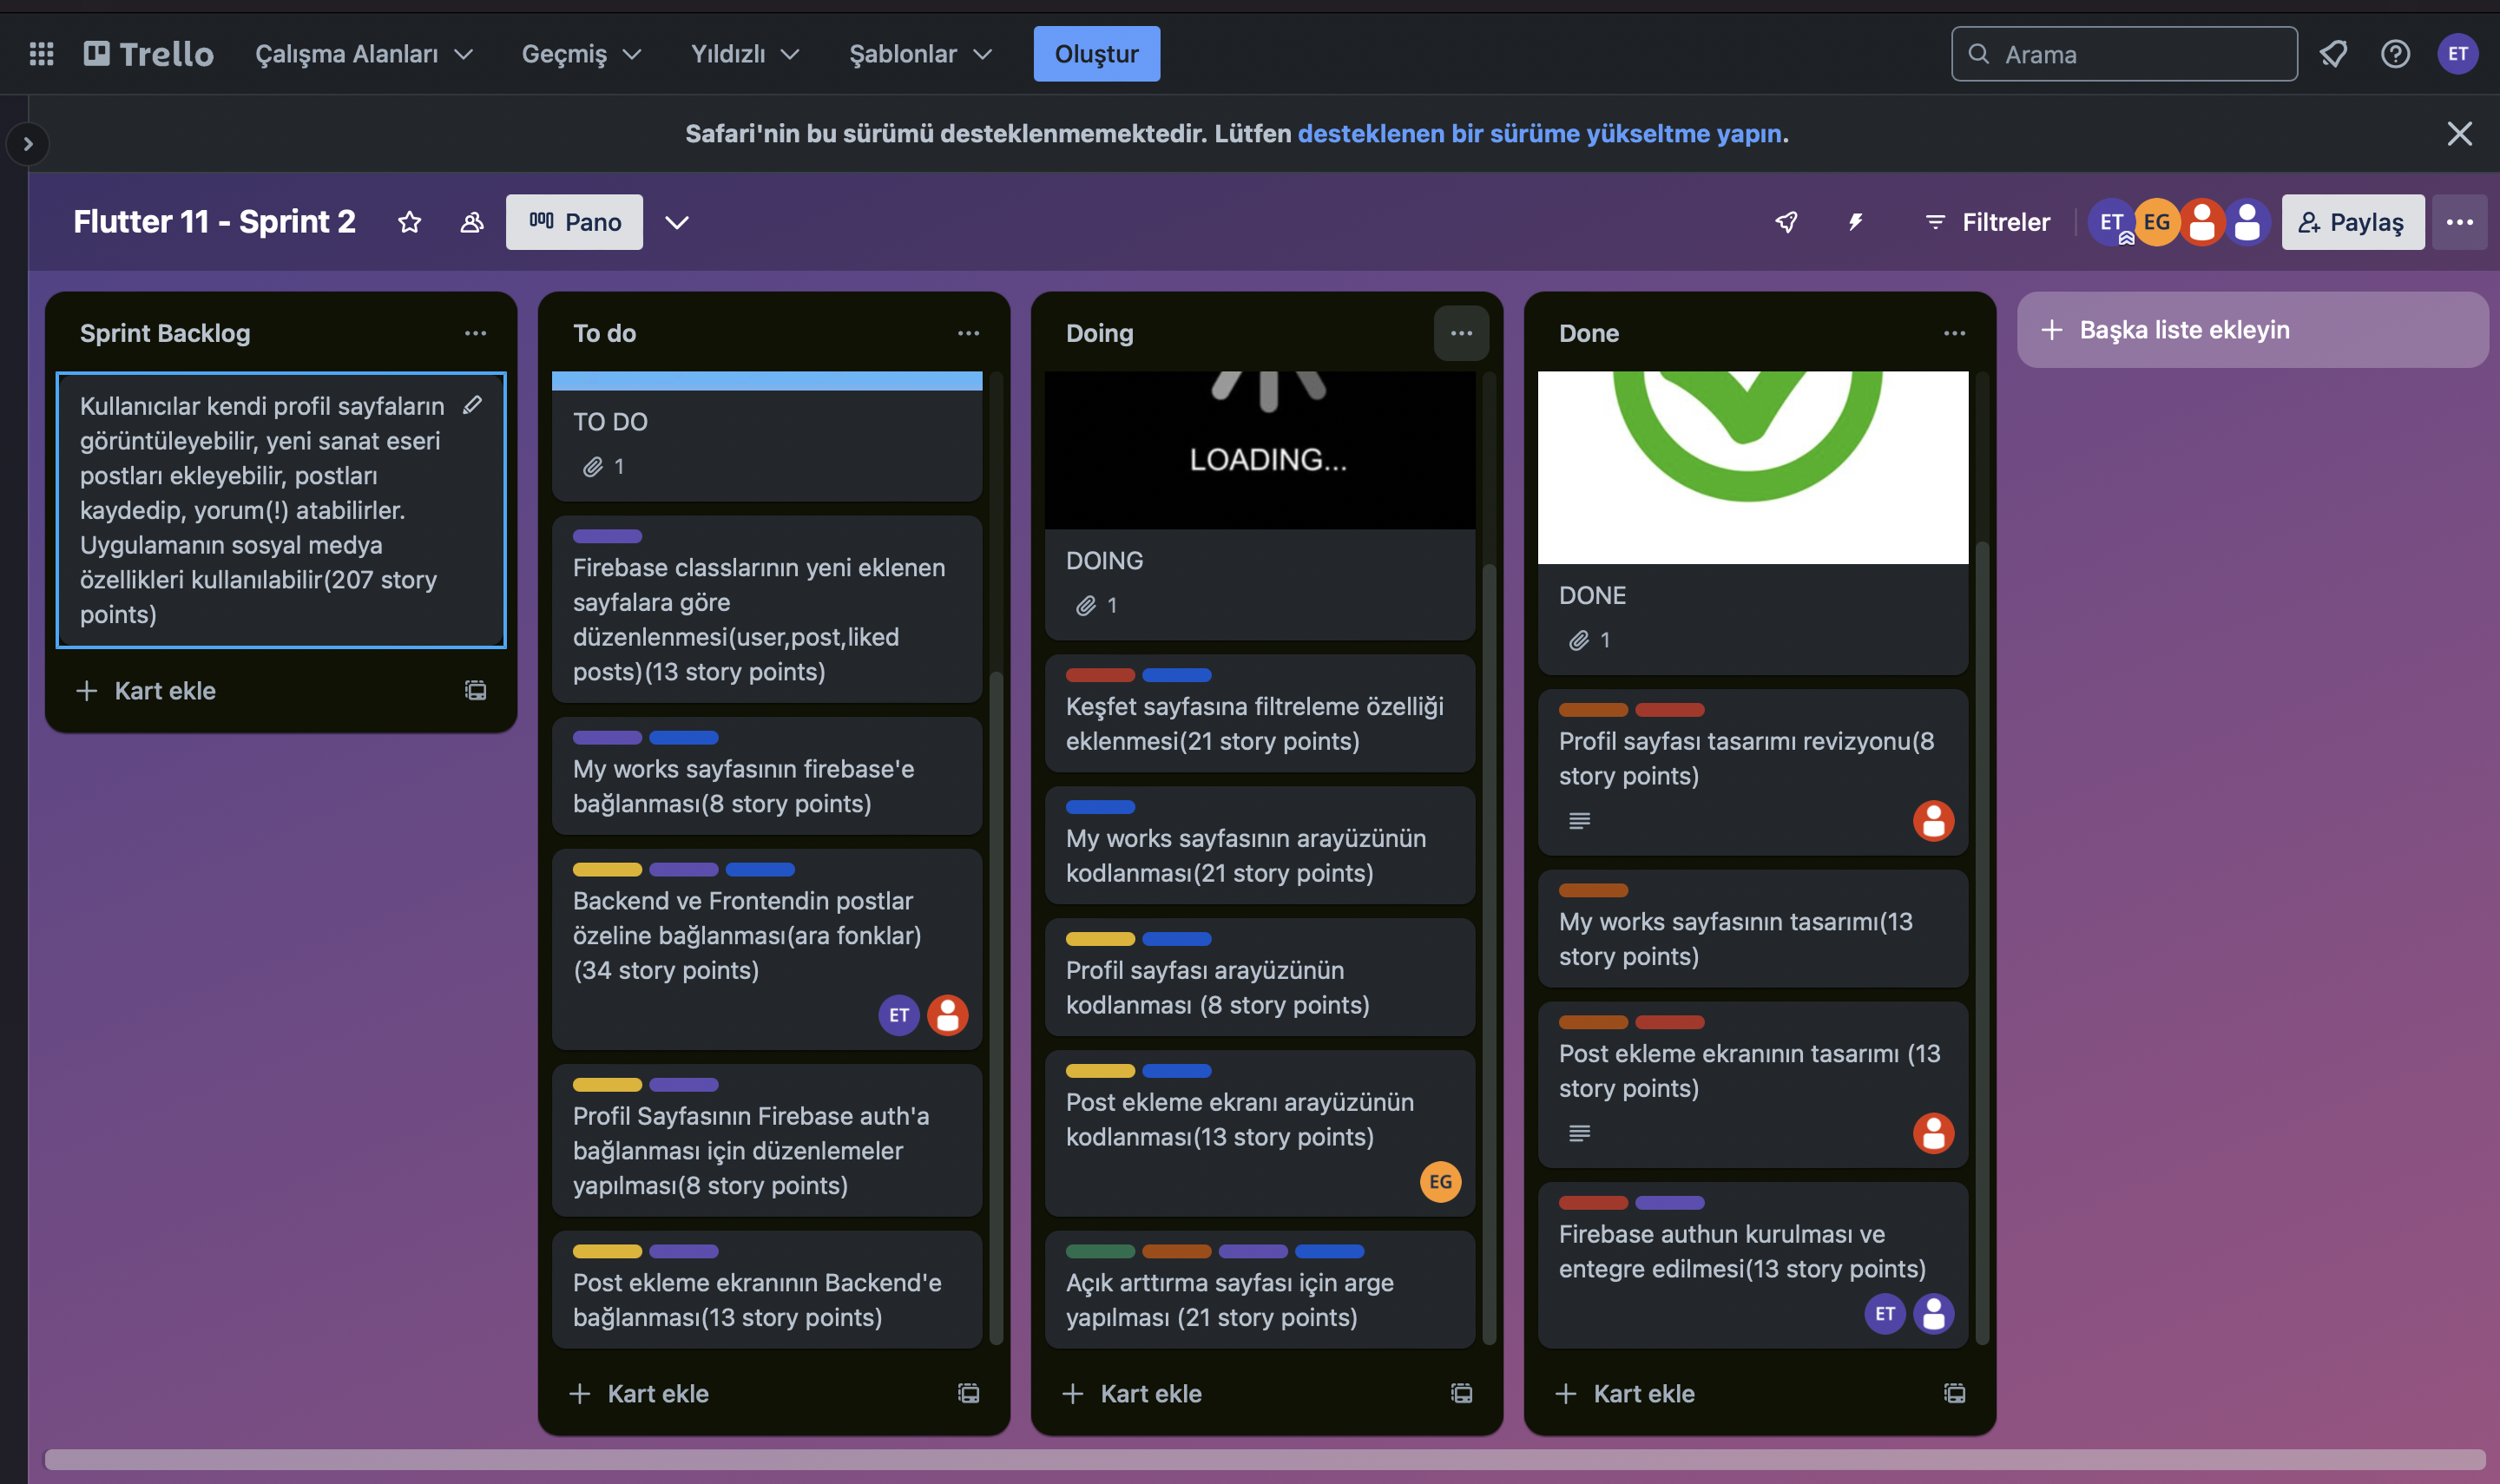 Trello
Çalışma Alanları
Geçmiş
Yıldızlı
Şablonlar
Oluştur
Arama
ET
Safari'nin bu sürümü desteklenmemektedir. Lütfen desteklenen bir sürüme yükseltme yapın.
Flutter 11 - Sprint 2
Pano
Filtreler
ET
EG
Paylaş
Sprint Backlog
Kullanıcılar kendi profil sayfaların
görüntüleyebilir, yeni sanat eseri
postları ekleyebilir, postları
kaydedip, yorum(!) atabilirler.
Uygulamanın sosyal medya
özellikleri kullanılabilir(207 story
points)
Kart ekle
To do
TO DO
1
Firebase classlarının yeni eklenen
sayfalara göre
düzenlenmesi(user,post,liked
posts)(13 story points)
My works sayfasının firebase'e
bağlanması(8 story points)
Backend ve Frontendin postlar
özeline bağlanması(ara fonklar)
(34 story points)
ET
Profil Sayfasının Firebase auth'a
bağlanması için düzenlemeler
yapılması(8 story points)
Post ekleme ekranının Backend'e
bağlanması(13 story points)
Kart ekle
Doing
LOADING...
DOING
1
Keşfet sayfasına filtreleme özelliği
eklenmesi(21 story points)
My works sayfasının arayüzünün
kodlanması(21 story points)
Profil sayfası arayüzünün
kodlanması (8 story points)
Post ekleme ekranı arayüzünün
kodlanması(13 story points)
EG
Açık arttırma sayfası için arge
yapılması (21 story points)
Kart ekle
Done
DONE
1
Profil sayfası tasarımı revizyonu(8
story points)
My works sayfasının tasarımı(13
story points)
Post ekleme ekranının tasarımı (13
story points)
Firebase authun kurulması ve
entegre edilmesi(13 story points)
ET
Kart ekle
Başka liste ekleyin